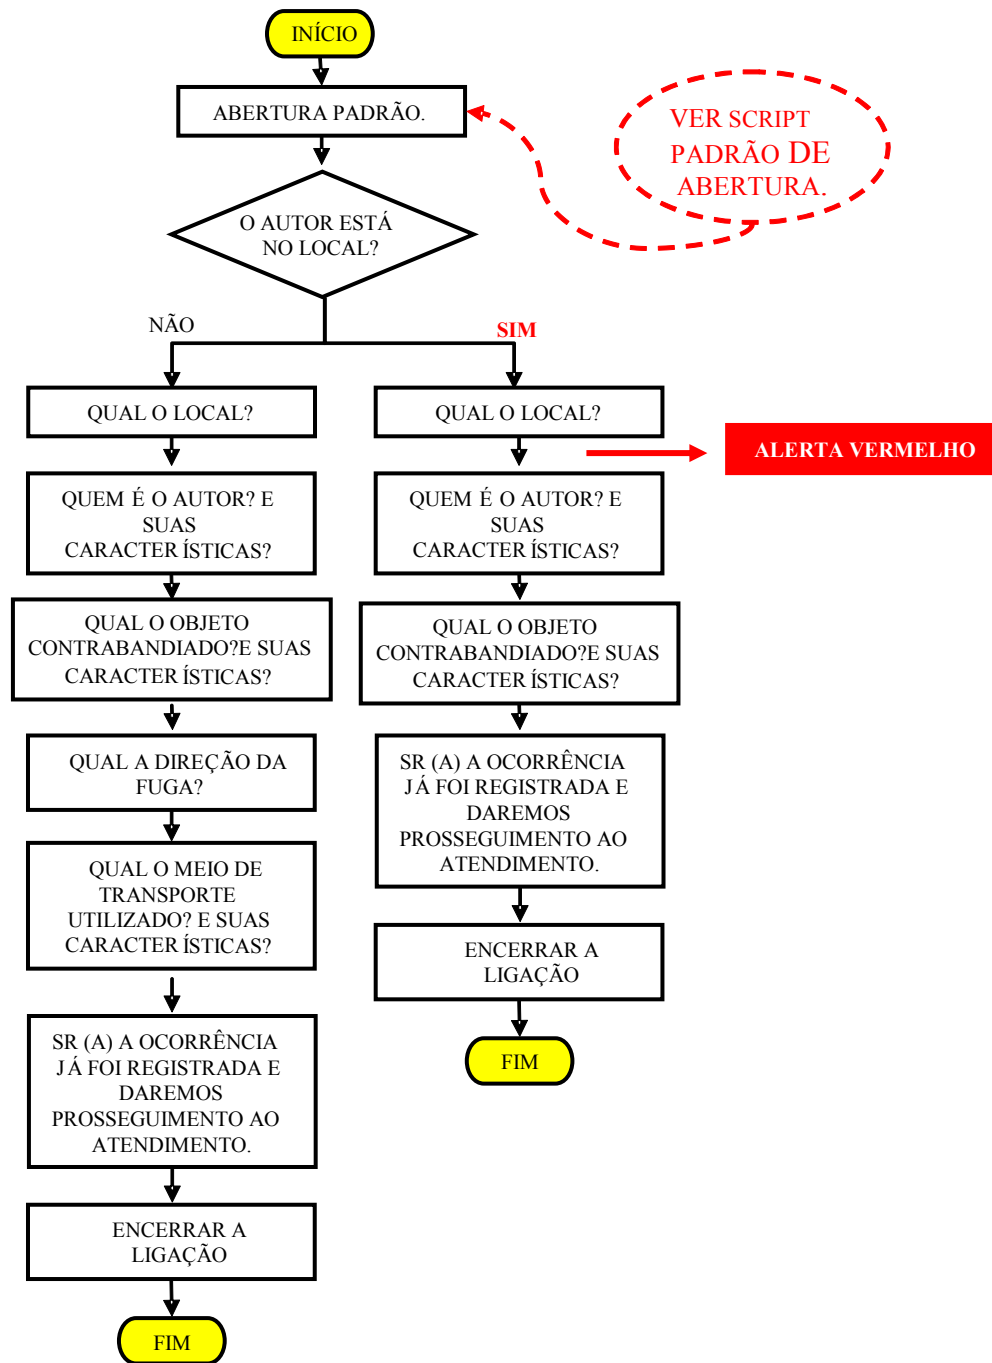 INÍCIO
ABERTURA PADRÃO.
VER SCRIPT
PADRÃO DE
ABERTURA.
O AUTOR ESTÁ
NO LOCAL?
NÃO
SIM
QUAL O LOCAL?
QUEM É O AUTOR? E
SUAS
CARACTER ÍSTICAS?
QUAL O OBJETO
CONTRABANDIADO?E SUAS
CARACTER ÍSTICAS?
QUAL A DIREÇÃO DA
FUGA?
QUAL O MEIO DE
TRANSPORTE
UTILIZADO? E SUAS
CARACTER ÍSTICAS?
SR (A) A OCORRÊNCIA
JÁ FOI REGISTRADA E
DAREMOS
PROSSEGUIMENTO AO
ATENDIMENTO.
ENCERRAR A
LIGAÇÃO
FIM
QUAL O LOCAL?
ALERTA VERMELHO
QUEM É O AUTOR? E
SUAS
CARACTER ÍSTICAS?
QUAL O OBJETO
CONTRABANDIADO?E SUAS
CARACTER ÍSTICAS?
SR (A) A OCORRÊNCIA
JÁ FOI REGISTRADA E
DAREMOS
PROSSEGUIMENTO AO
ATENDIMENTO.
ENCERRAR A
LIGAÇÃO
FIM